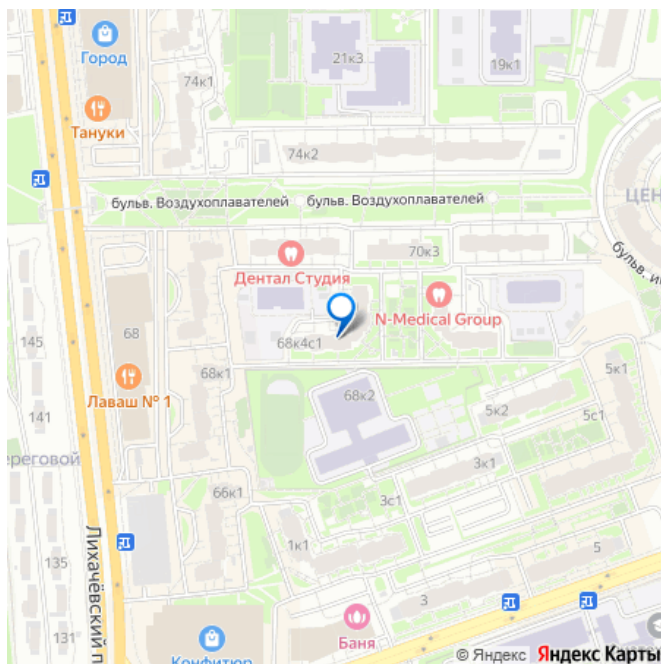 Город
21к3
19к1
74к1
Тануки
74к2
бульв. Воздухоплавателей
бульв. Воздухоплавателей
ЦЕН
70к3
бульв. и
Дентал Студия
N-Medical Group
68
145
68к4с1
68к1
5к1
Лаваш № 1
68к2
5к2
141
5с1
ереговой
3к1
66к1
3с1
Лихачёвский п
1к1
135
5
3
131
Баня
Конфитюр
© Яндекс Яндекс Карты